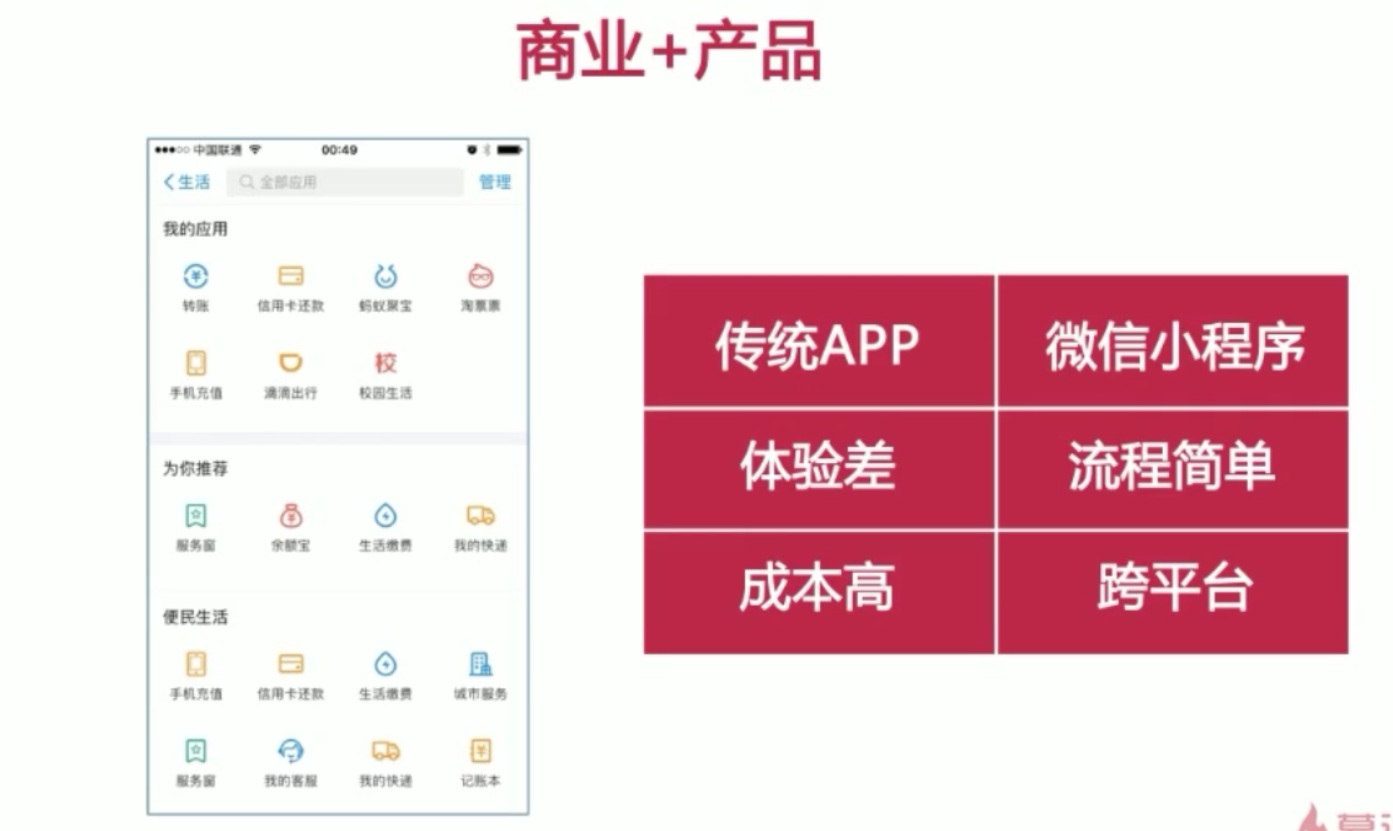 商业+产品
中国联通 00:49
生活 全部应用 管理
我的应用
转账 信用卡还款 蚂蚁聚宝 淘票票
手机充值 滴滴出行 校园生活
校
为你推荐
服务窗 余额宝 生活缴费 我的快递
便民生活
手机充值 信用卡还款 生活缴费 城市服务
服务窗 我的客服 我的快递 记账本
传统APP 微信小程序
体验差 流程简单
成本高 跨平台